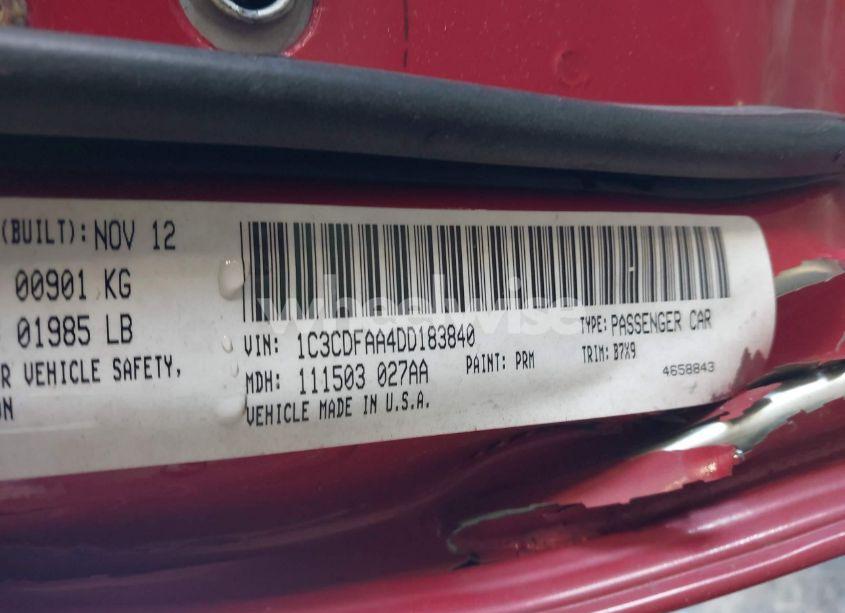 (BUILT): NOV 12
00901 KG
01985 LB
R VEHICLE SAFETY,
ON
VIN: 1C3CDFAA4DD183840
TYPE: PASSENGER CAR
MDH: 111503 027AA
PAINT: PRM
TRIM: B7X9
VEHICLE MADE IN U.S.A.
4658843
wheelwise